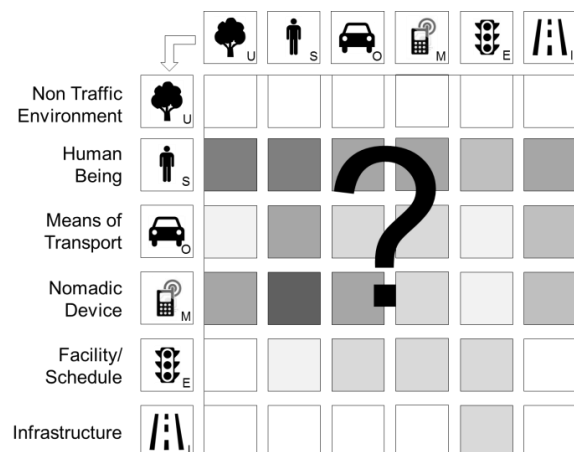 U S O M E I
Non Traffic
Environment
U
Human
Being
S
Means of
Transport
O
Nomadic
Device
M
Facility/
Schedule
E
Infrastructure
I
?